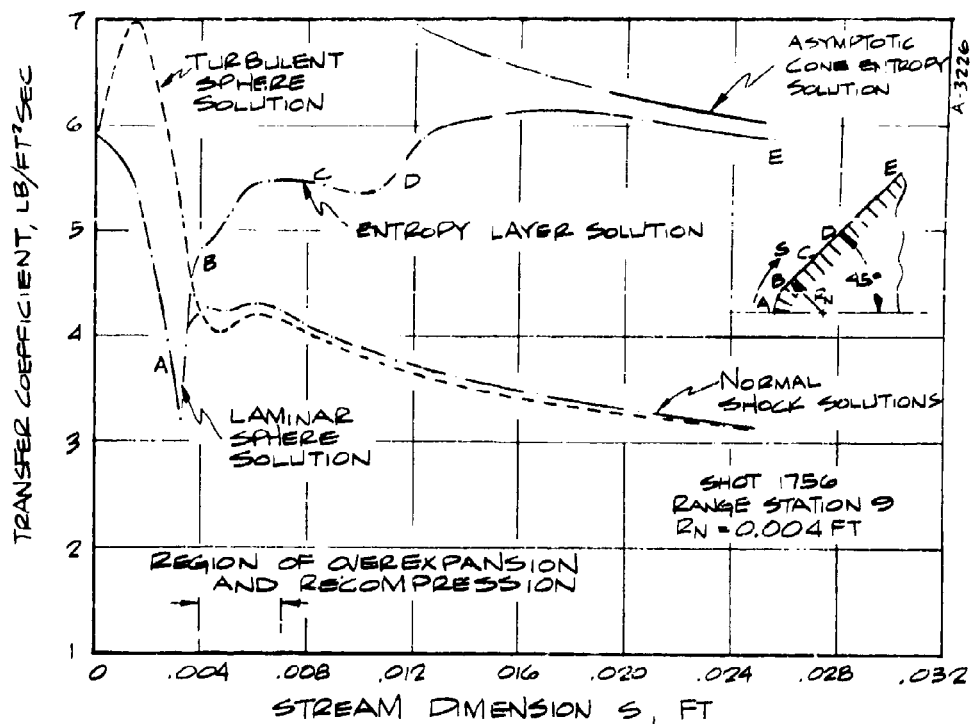 7
6
5
4
3
2
1
TRANSFER COEFFICIENT, LB/FT²SEC
TURBULENT
SPHERE
SOLUTION
ASYMPTOTIC
CONE ENTROPY
SOLUTION
A-3226
C
D
E
ENTROPY LAYER SOLUTION
B
A
LAMINAR
SPHERE
SOLUTION
E
D
C
S
B
A
RN
45°
NORMAL
SHOCK SOLUTIONS
SHOT 1756
RANGE STATION 9
RN = 0.004 FT
REGION OF OVEREXPANSION
AND RECOMPRESSION
0 .004 .008 .012 .016 .020 .024 .028 .032
STREAM DIMENSION S, FT